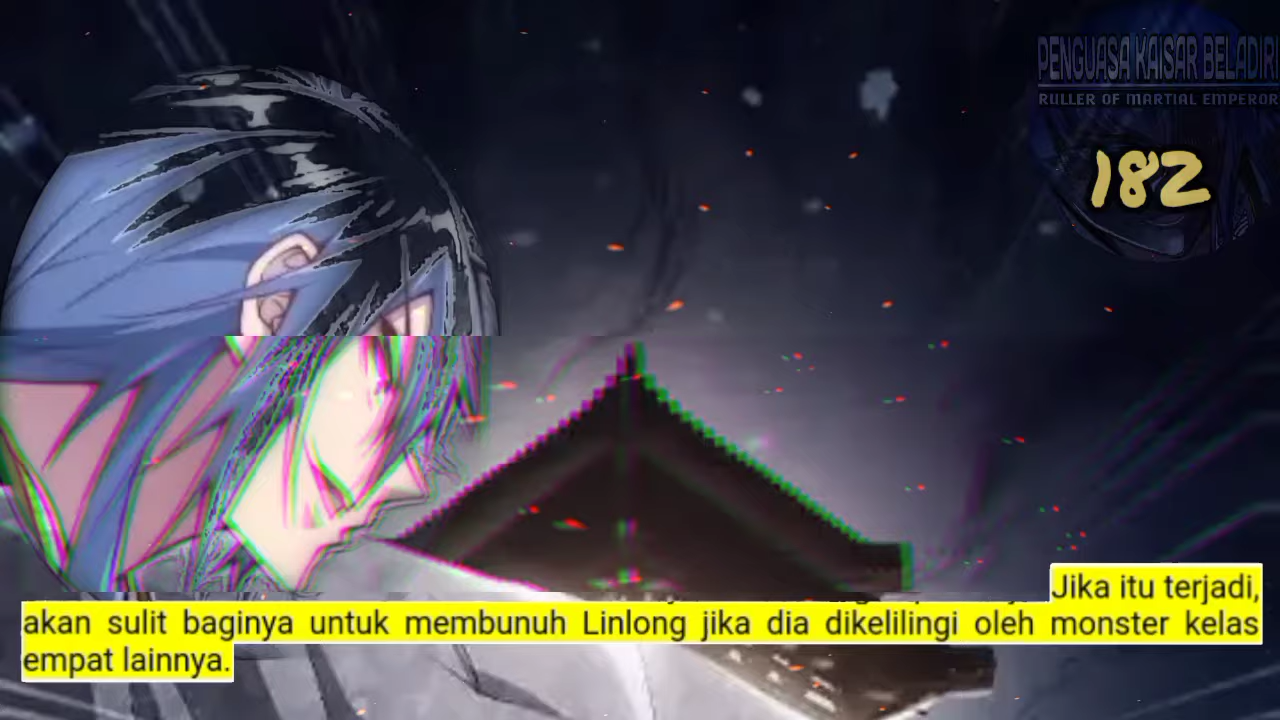 PENGUASA KAISAR BELADIRI
RULLER OF MARTIAL EMPEROR
182
Jika itu terjadi,
akan sulit baginya untuk membunuh Linlong jika dia dikelilingi oleh monster kelas
empat lainnya.